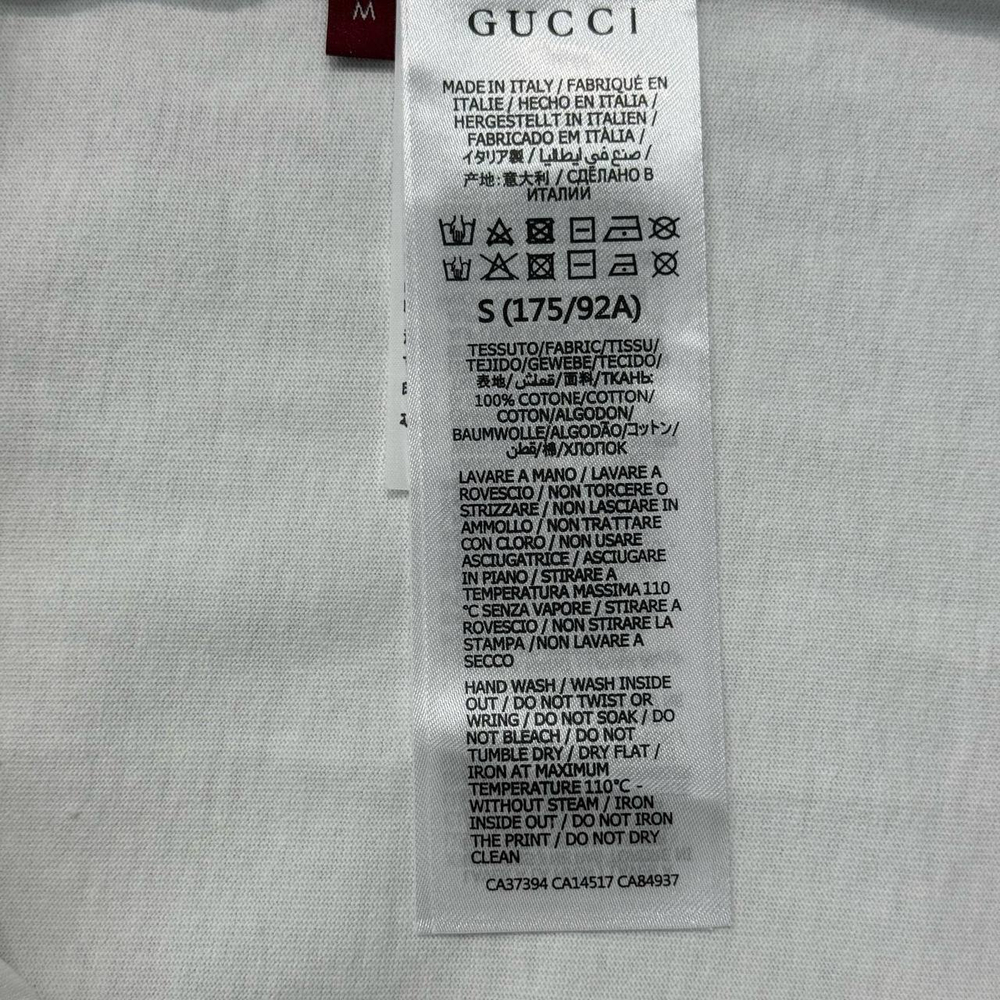 M
GUCCI
MADE IN ITALY / FABRIQUÉ EN
ITALIE / HECHO EN ITALIA /
HERGESTELLT IN ITALIEN /
FABRICADO EM ITÀLIA /
イタリア製 / صنع في ايطاليا /
产地:意大利 / СДЕЛАНО В
ИТАЛИИ
S (175/92A)
TESSUTO/FABRIC/TISSU/
TEJIDO/GEWEBE/TECIDO/
表地/قماش/面料/ТКАНЬ:
100% COTONE/COTTON/
COTON/ALGODON/
BAUMWOLLE/ALGODÃO/コットン/
قطن/棉/ХЛОПОК
LAVARE A MANO / LAVARE A
ROVESCIO / NON TORCERE O
STRIZZARE / NON LASCIARE IN
AMMOLLO / NON TRATTARE
CON CLORO / NON USARE
ASCIUGATRICE / ASCIUGARE
IN PIANO / STIRARE A
TEMPERATURA MASSIMA 110
°C SENZA VAPORE / STIRARE A
ROVESCIO / NON STIRARE LA
STAMPA /NON LAVARE A
SECCO
HAND WASH / WASH INSIDE
OUT / DO NOT TWIST OR
WRING / DO NOT SOAK / DO
NOT BLEACH / DO NOT
TUMBLE DRY / DRY FLAT /
IRON AT MAXIMUM
TEMPERATURE 110°C -
WITHOUT STEAM / IRON
INSIDE OUT / DO NOT IRON
THE PRINT / DO NOT DRY
CLEAN
CA37394 CA14517 CA84937